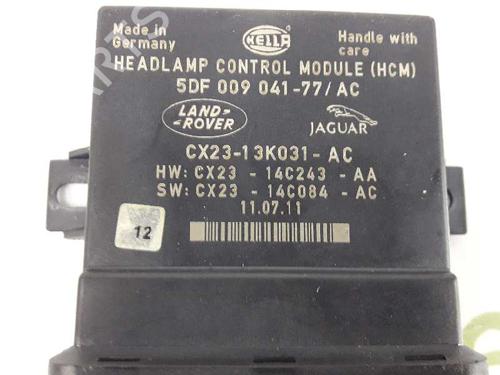 Made in
Germany
HELLA
Handle with
care
HEADLAMP CONTROL MODULE (HCM)
5DF 009 041-77/AC
LAND-
-ROVER
JAGUAR
CX23-13K031-AC
HW: CX23 - 14C243 - AA
SW: CX23 - 14C084 - AC
11.07.11
12